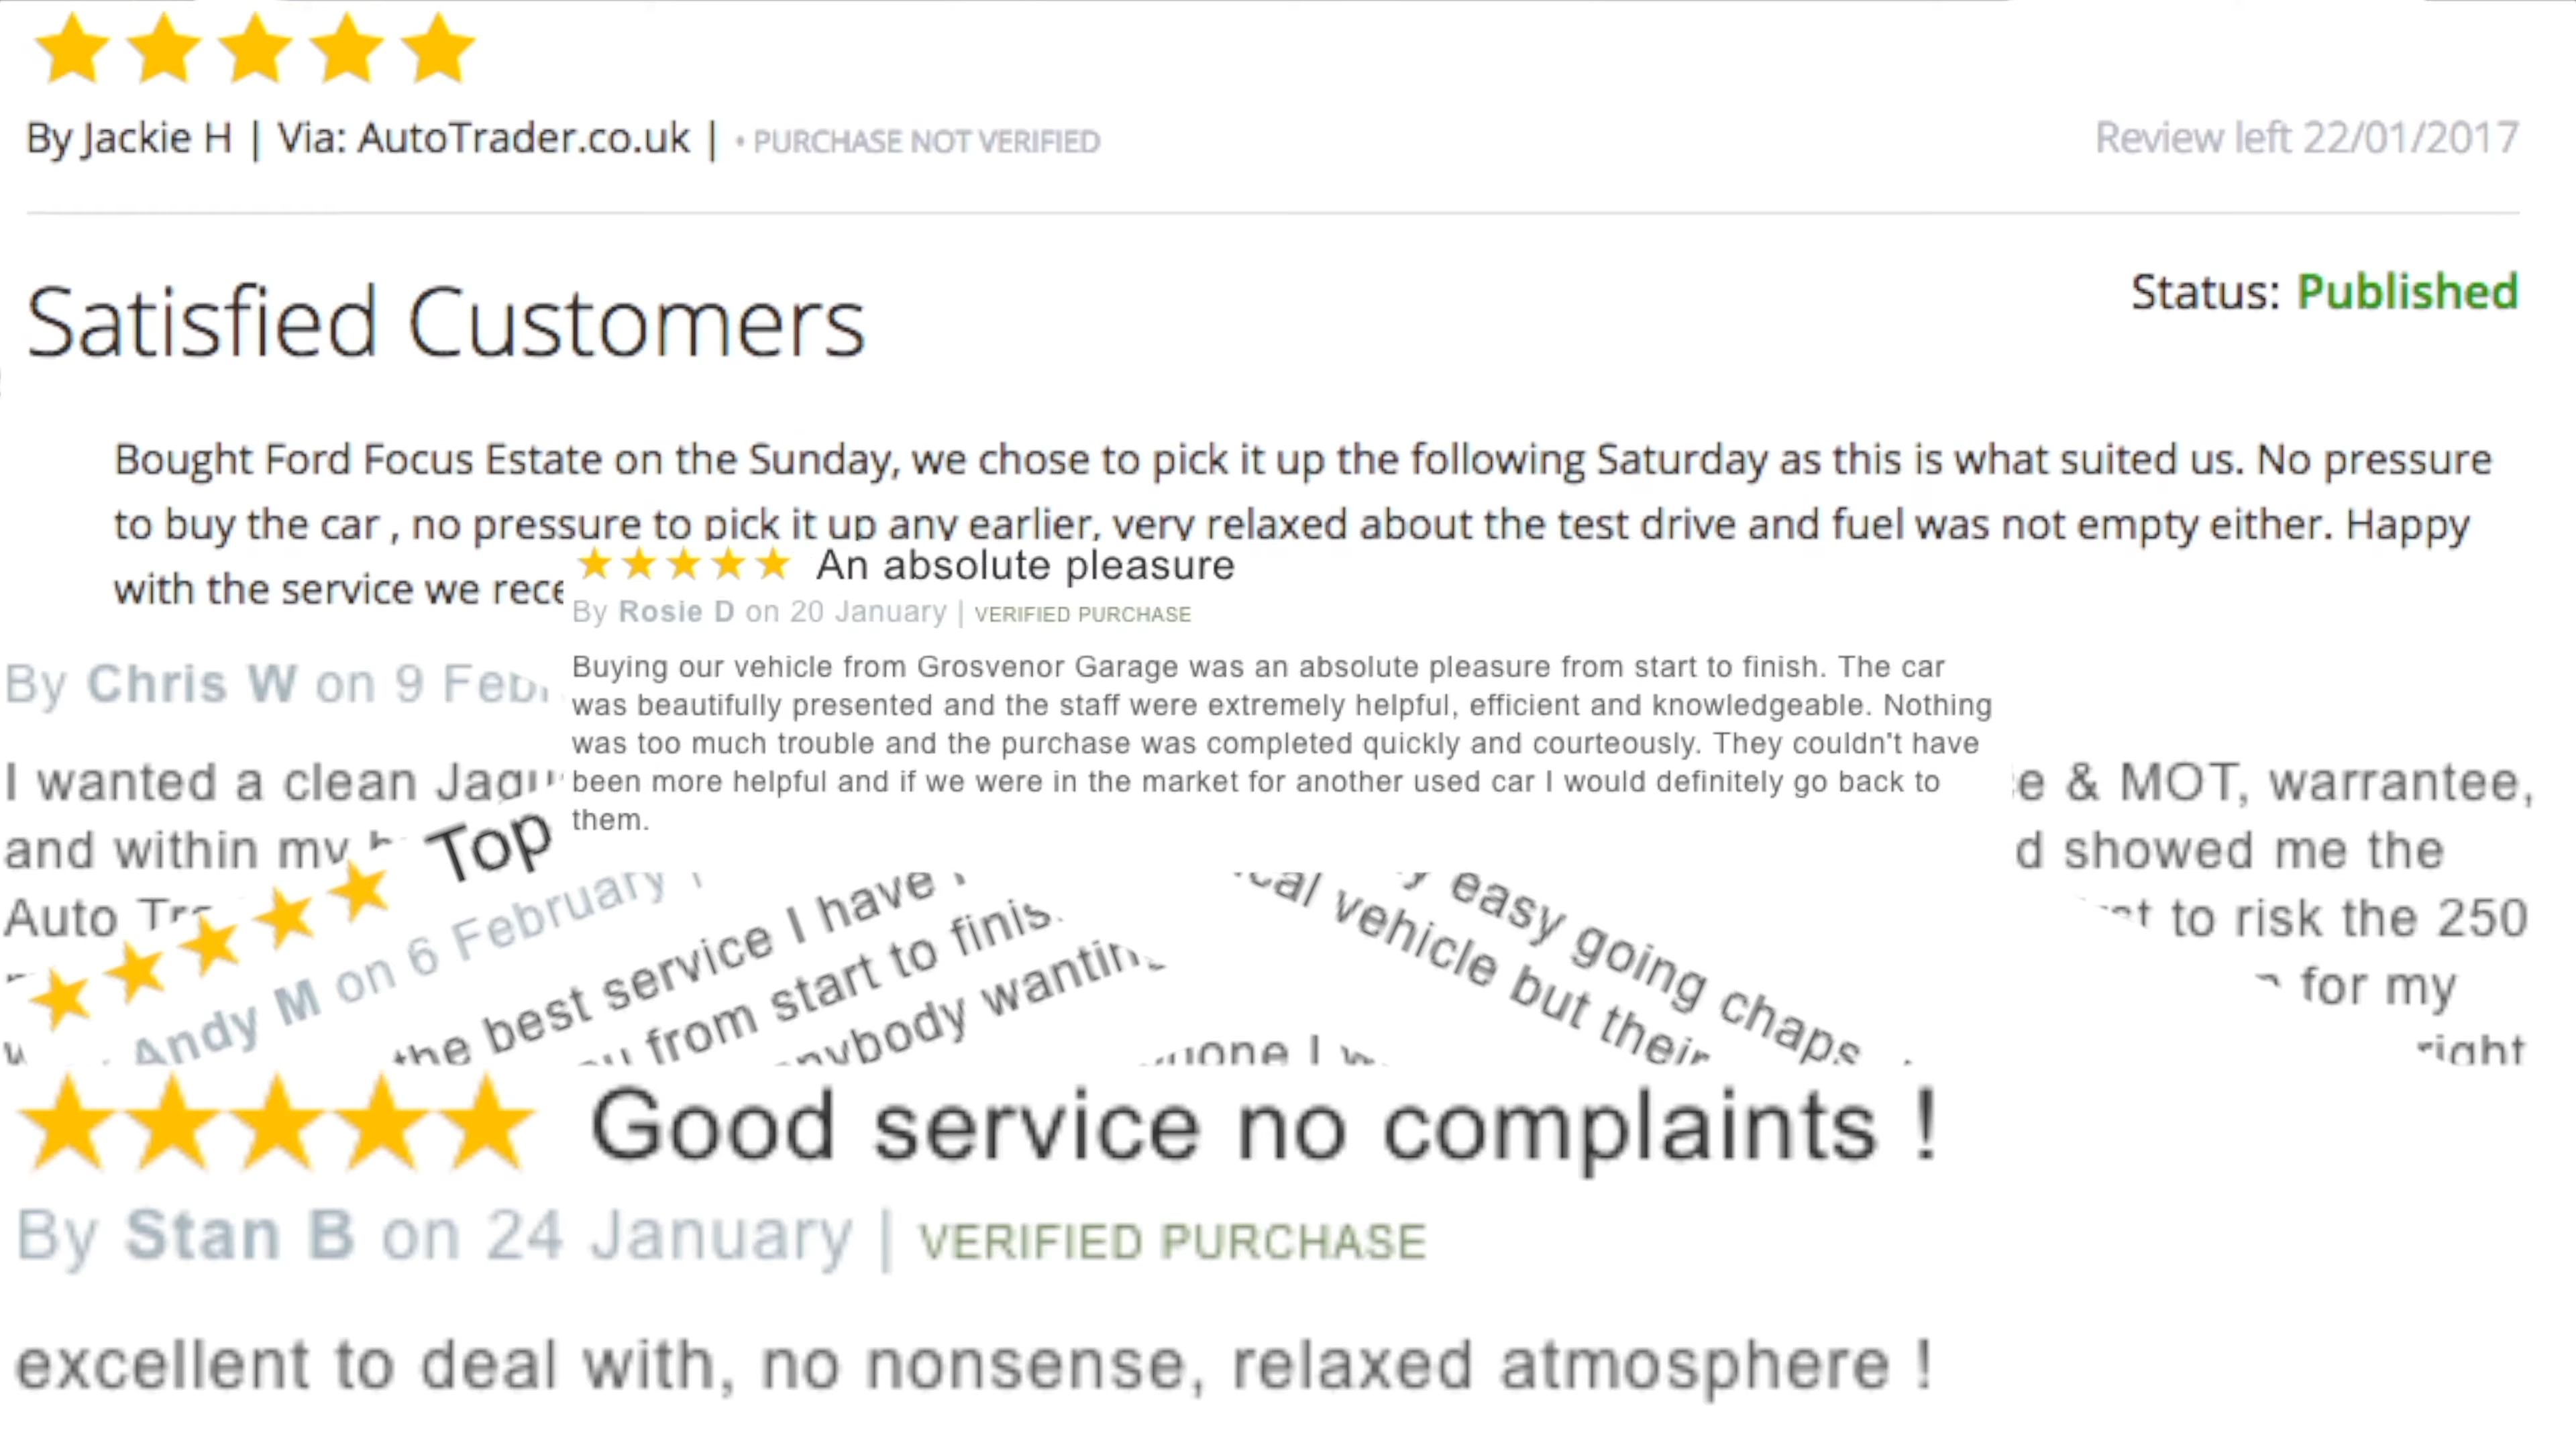 By Jackie H | Via: AutoTrader.co.uk | • PURCHASE NOT VERIFIED
Review left 22/01/2017
Satisfied Customers
Status: Published
Bought Ford Focus Estate on the Sunday, we chose to pick it up the following Saturday as this is what suited us. No pressure
to buy the car , no pressure to pick it up any earlier, very relaxed about the test drive and fuel was not empty either. Happy
with the service we
An absolute pleasure
By Rosie D on 20 January | VERIFIED PURCHASE
Buying our vehicle from Grosvenor Garage was an absolute pleasure from start to finish. The car
was beautifully presented and the staff were extremely helpful, efficient and knowledgeable. Nothing
was too much trouble and the purchase was completed quickly and courteously. They couldn't have
been more helpful and if we were in the market for another used car I would definitely go back to
them.
By Chris W on 9
I wanted a clean
& MOT, warrantee,
and within my
showed me the
Auto
to risk the 250
for my
right
Top
Andy M on 6 February
the best service I have
from start to
wanting
easy going chaps
vehicle but their
Good service no complaints !
By Stan B on 24 January | VERIFIED PURCHASE
excellent to deal with, no nonsense, relaxed atmosphere !